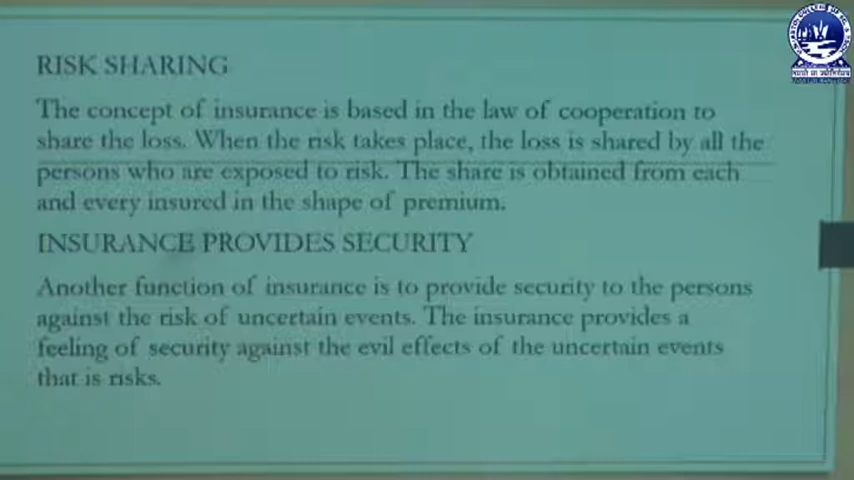 RISK SHARING
The concept of insurance is based in the law of cooperation to
share the loss. When the risk takes place, the loss is shared by all the
persons who are exposed to risk. The share is obtained from each
and every insured in the shape of premium.
INSURANCE PROVIDES SECURITY
Another function of insurance is to provide security to the persons
against the risk of uncertain events. The insurance provides a
feeling of security against the evil effects of the uncertain events
that is risks.